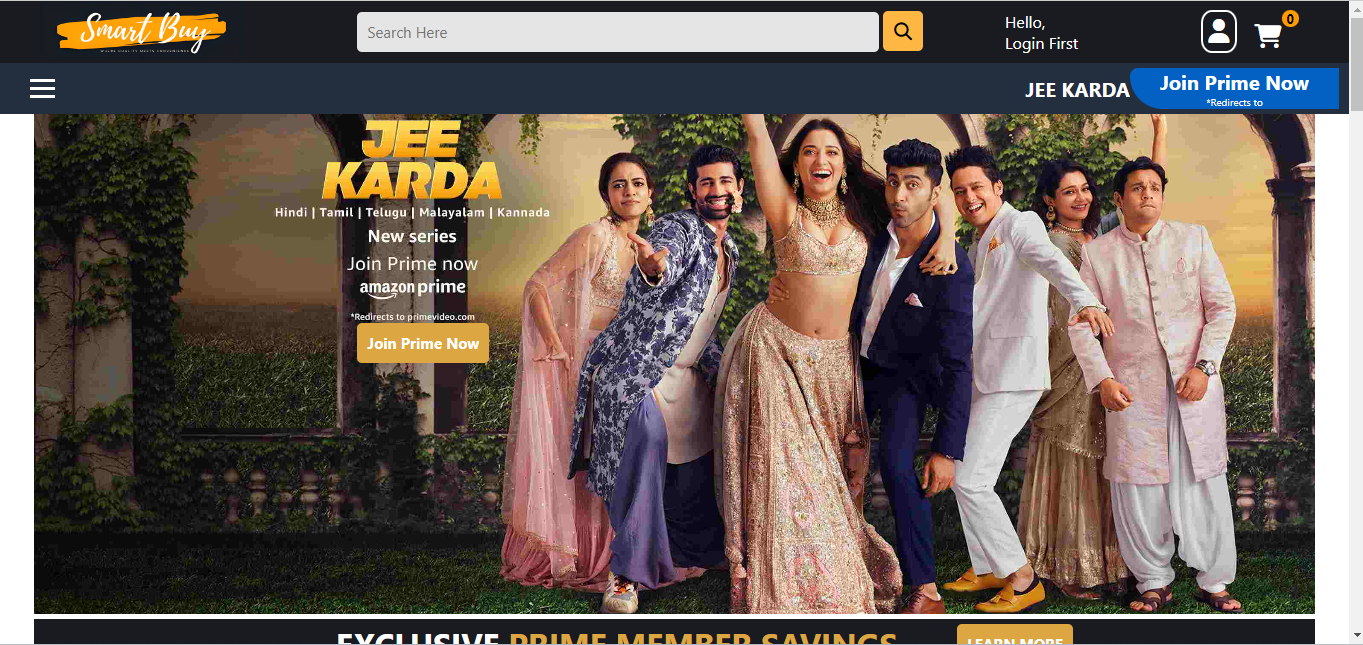 Smart Buy
WHERE QUALITY MEETS CONVENIENCE
Search Here
Hello,
Login First
0
JEE KARDA
Join Prime Now
*Redirects to
JEE
KARDA
Hindi | Tamil | Telugu | Malayalam | Kannada
New series
Join Prime now
amazon prime
*Redirects to primevideo.com
Join Prime Now
EXCLUSIVE PRIME MEMBER SAVINGS
LEARN MORE